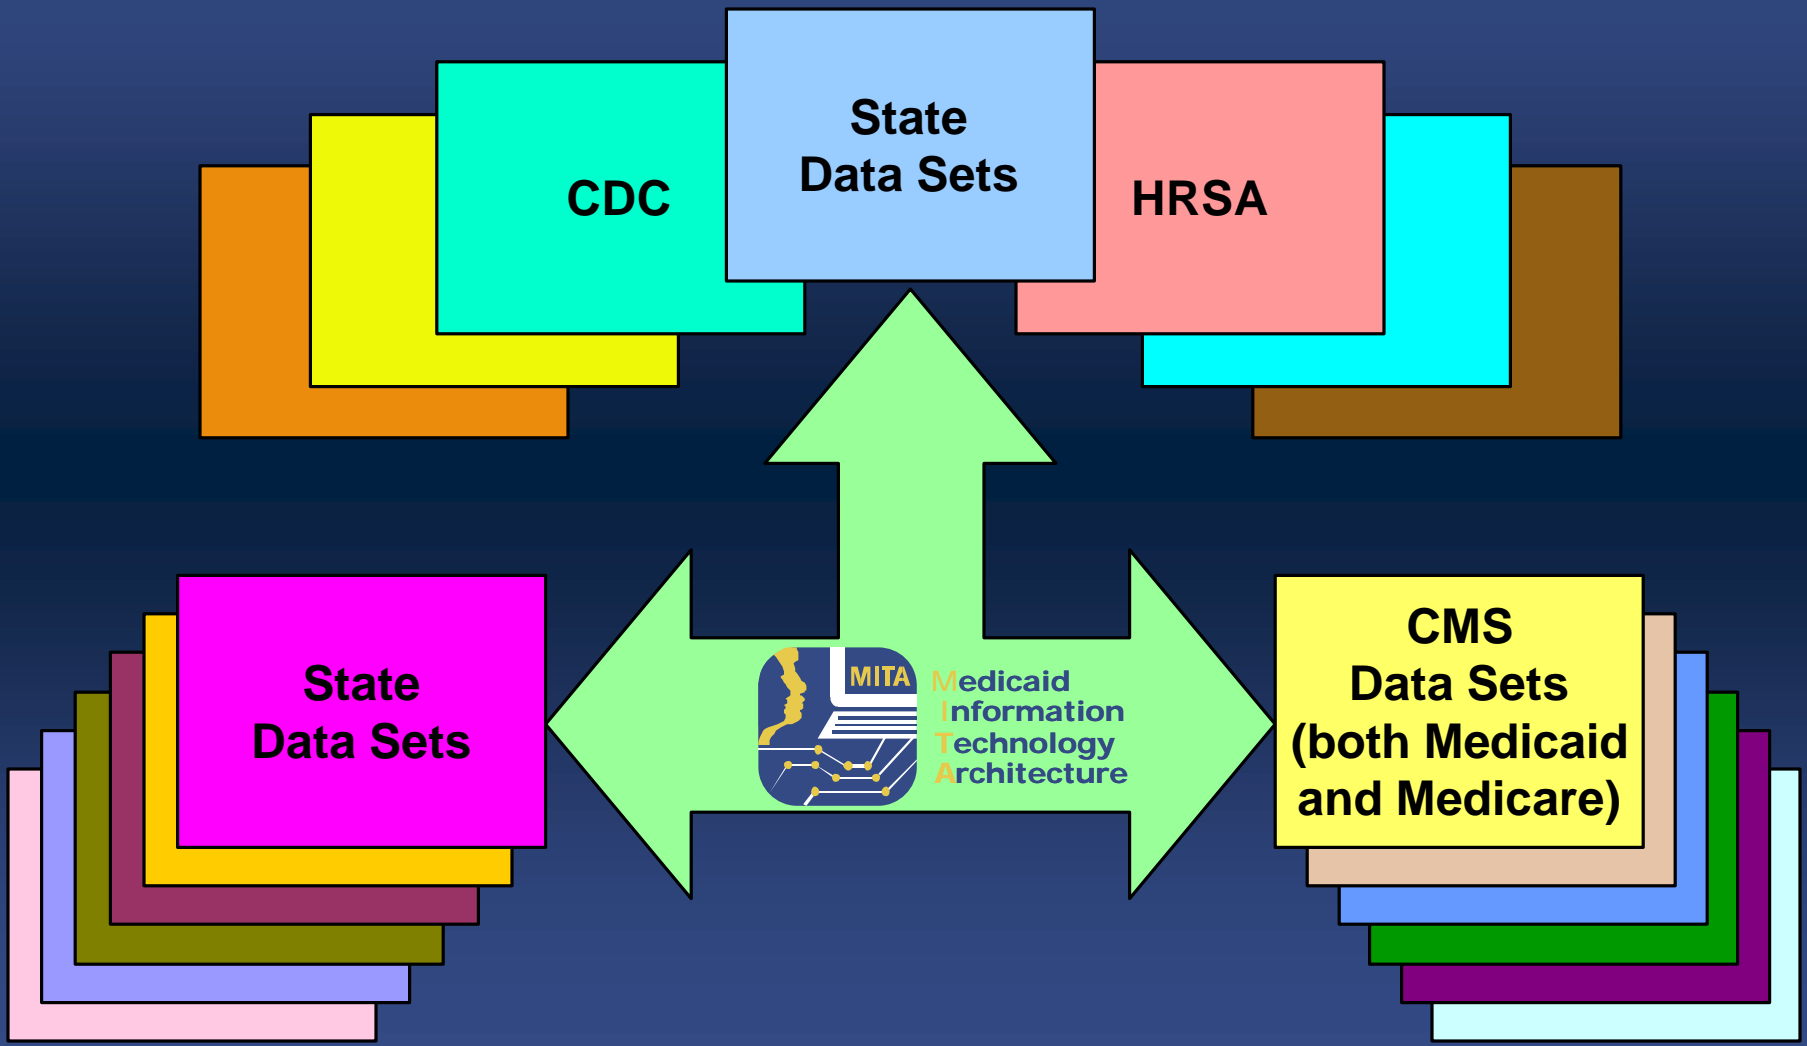 State
Data Sets
CDC
HRSA
State
Data Sets
MITA
Medicaid
Information
Technology
Architecture
CMS
Data Sets
(both Medicaid
and Medicare)